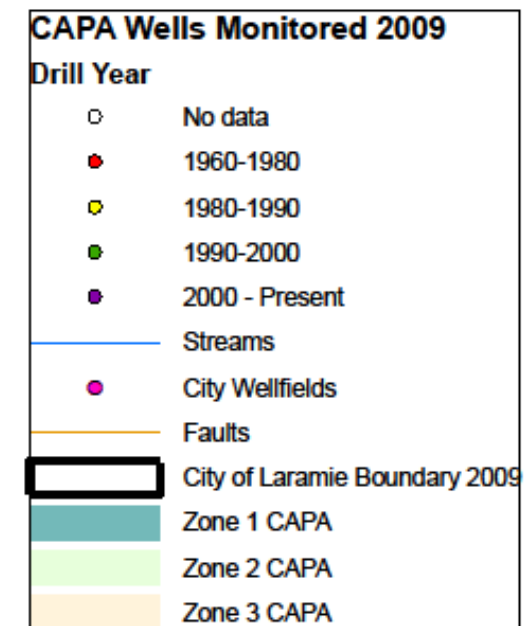 CAPA Wells Monitored 2009
Drill Year
No data
1960-1980
1980-1990
1990-2000
2000 - Present
Streams
City Wellfields
Faults
City of Laramie Boundary 2009
Zone 1 CAPA
Zone 2 CAPA
Zone 3 CAPA